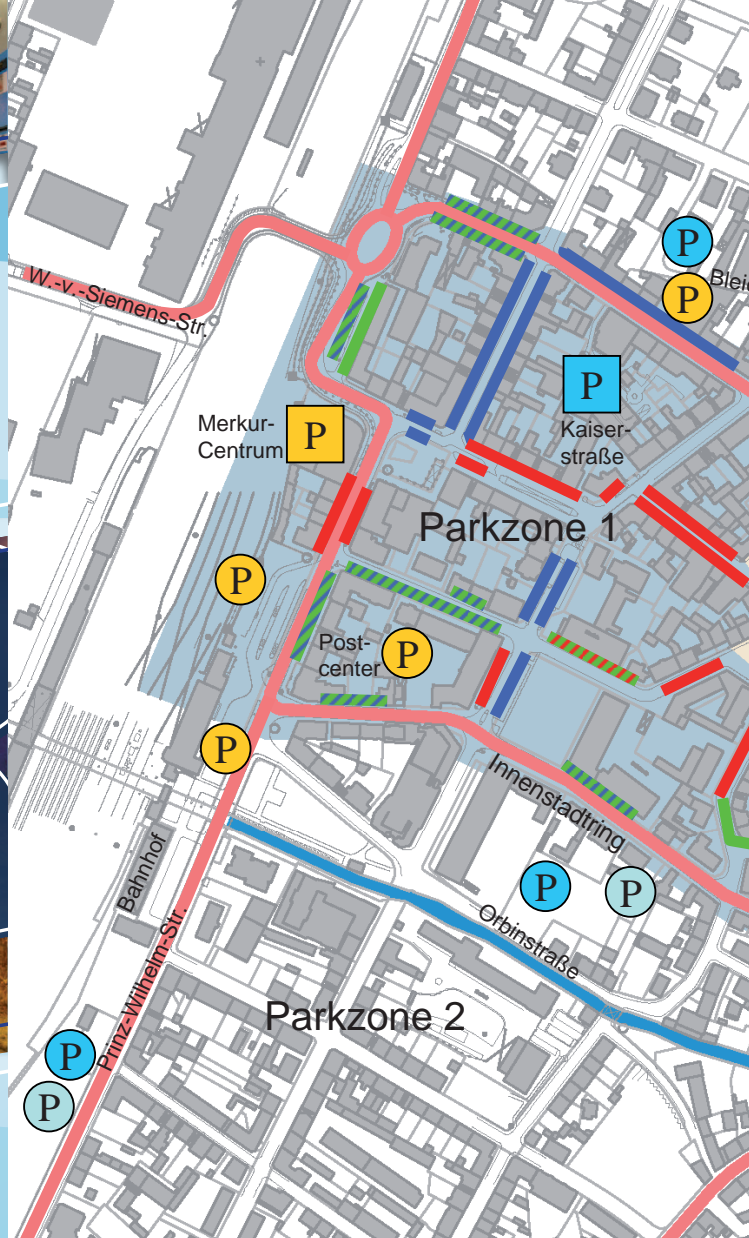 P
Bleic
P
W.-v.-Siemens-Str.
P
Merkur-
Centrum
P
Kaiser-
straße
Parkzone 1
P
Post-
center
P
P
Innenstadtring
P
P
Bahnhof
Orbinstraße
Prinz-Wilhelm-Str.
Parkzone 2
P
P